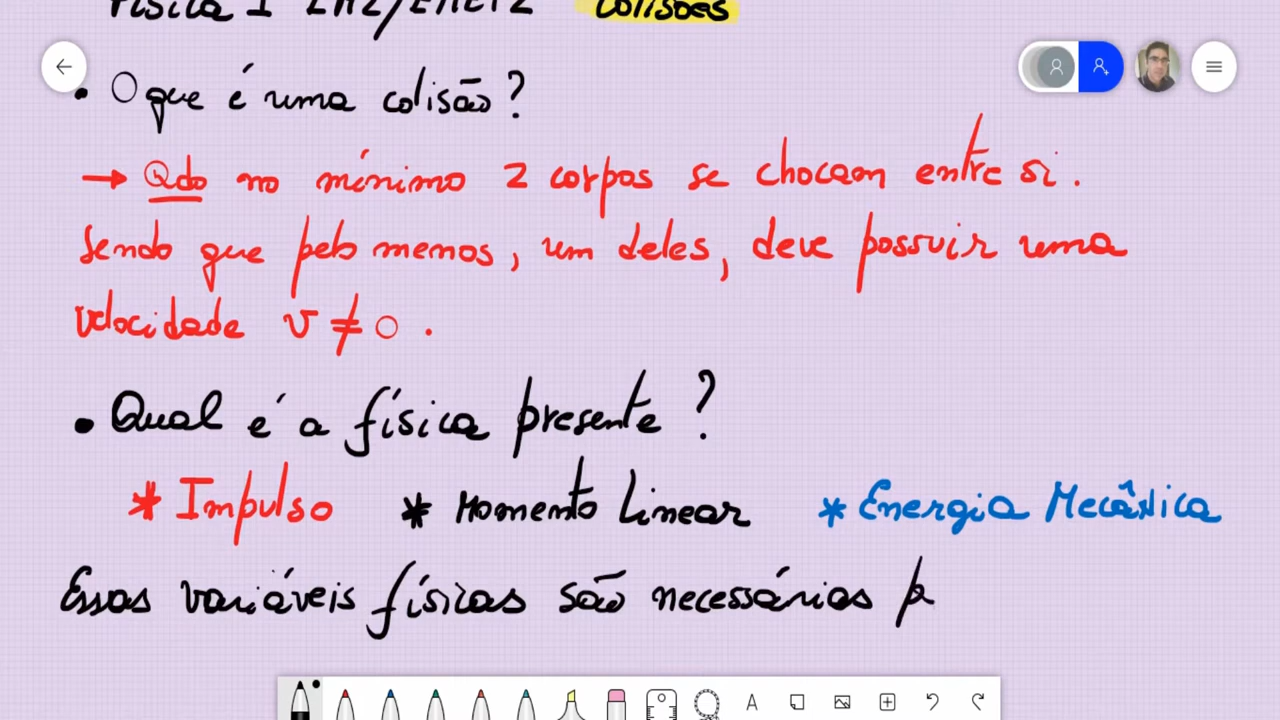 Física I
colisões
• O que é uma colisão?
→ Qdo no mínimo 2 corpos se chocam entre si.
Sendo que pelo menos, um deles, deve possuir uma
velocidade v ≠ 0.
• Qual é a física presente?
* Impulso * Momento Linear * Energia Mecânica
Essas variáveis físicas são necessárias p
A